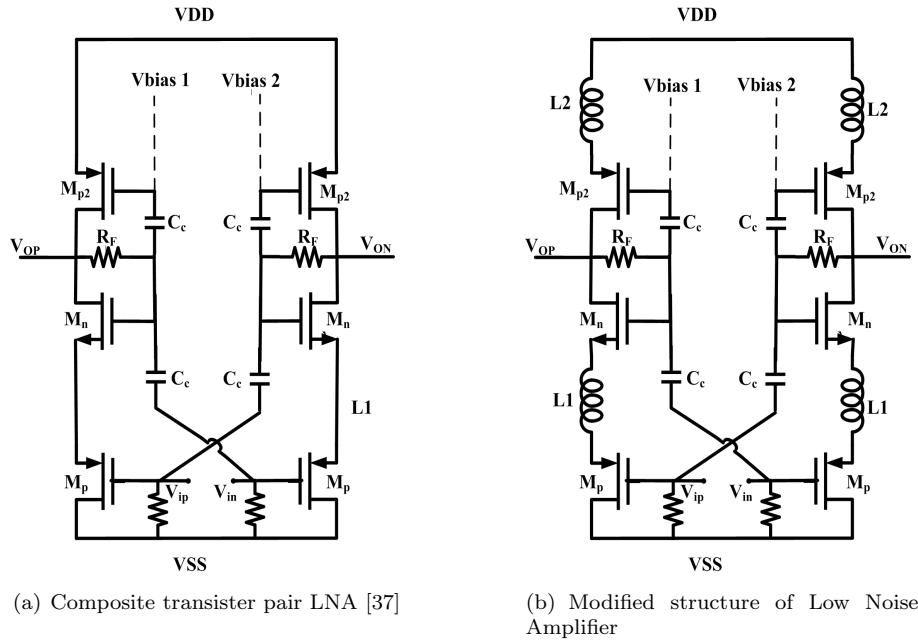 VDD
Vbias 1 Vbias 2
Mp2 Mp2
Cc Cc
VOP RF RF VON
Mn Mn
Cc Cc
L1
Mp Vip Vin Mp
VSS
(a) Composite transister pair LNA [37]
VDD
L2 L2
Vbias 1 Vbias 2
Mp2 Mp2
Cc Cc
VOP RF RF VON
Mn Mn
Cc Cc
L1 L1
Mp Vip Vin Mp
VSS
(b) Modified structure of Low Noise
Amplifier